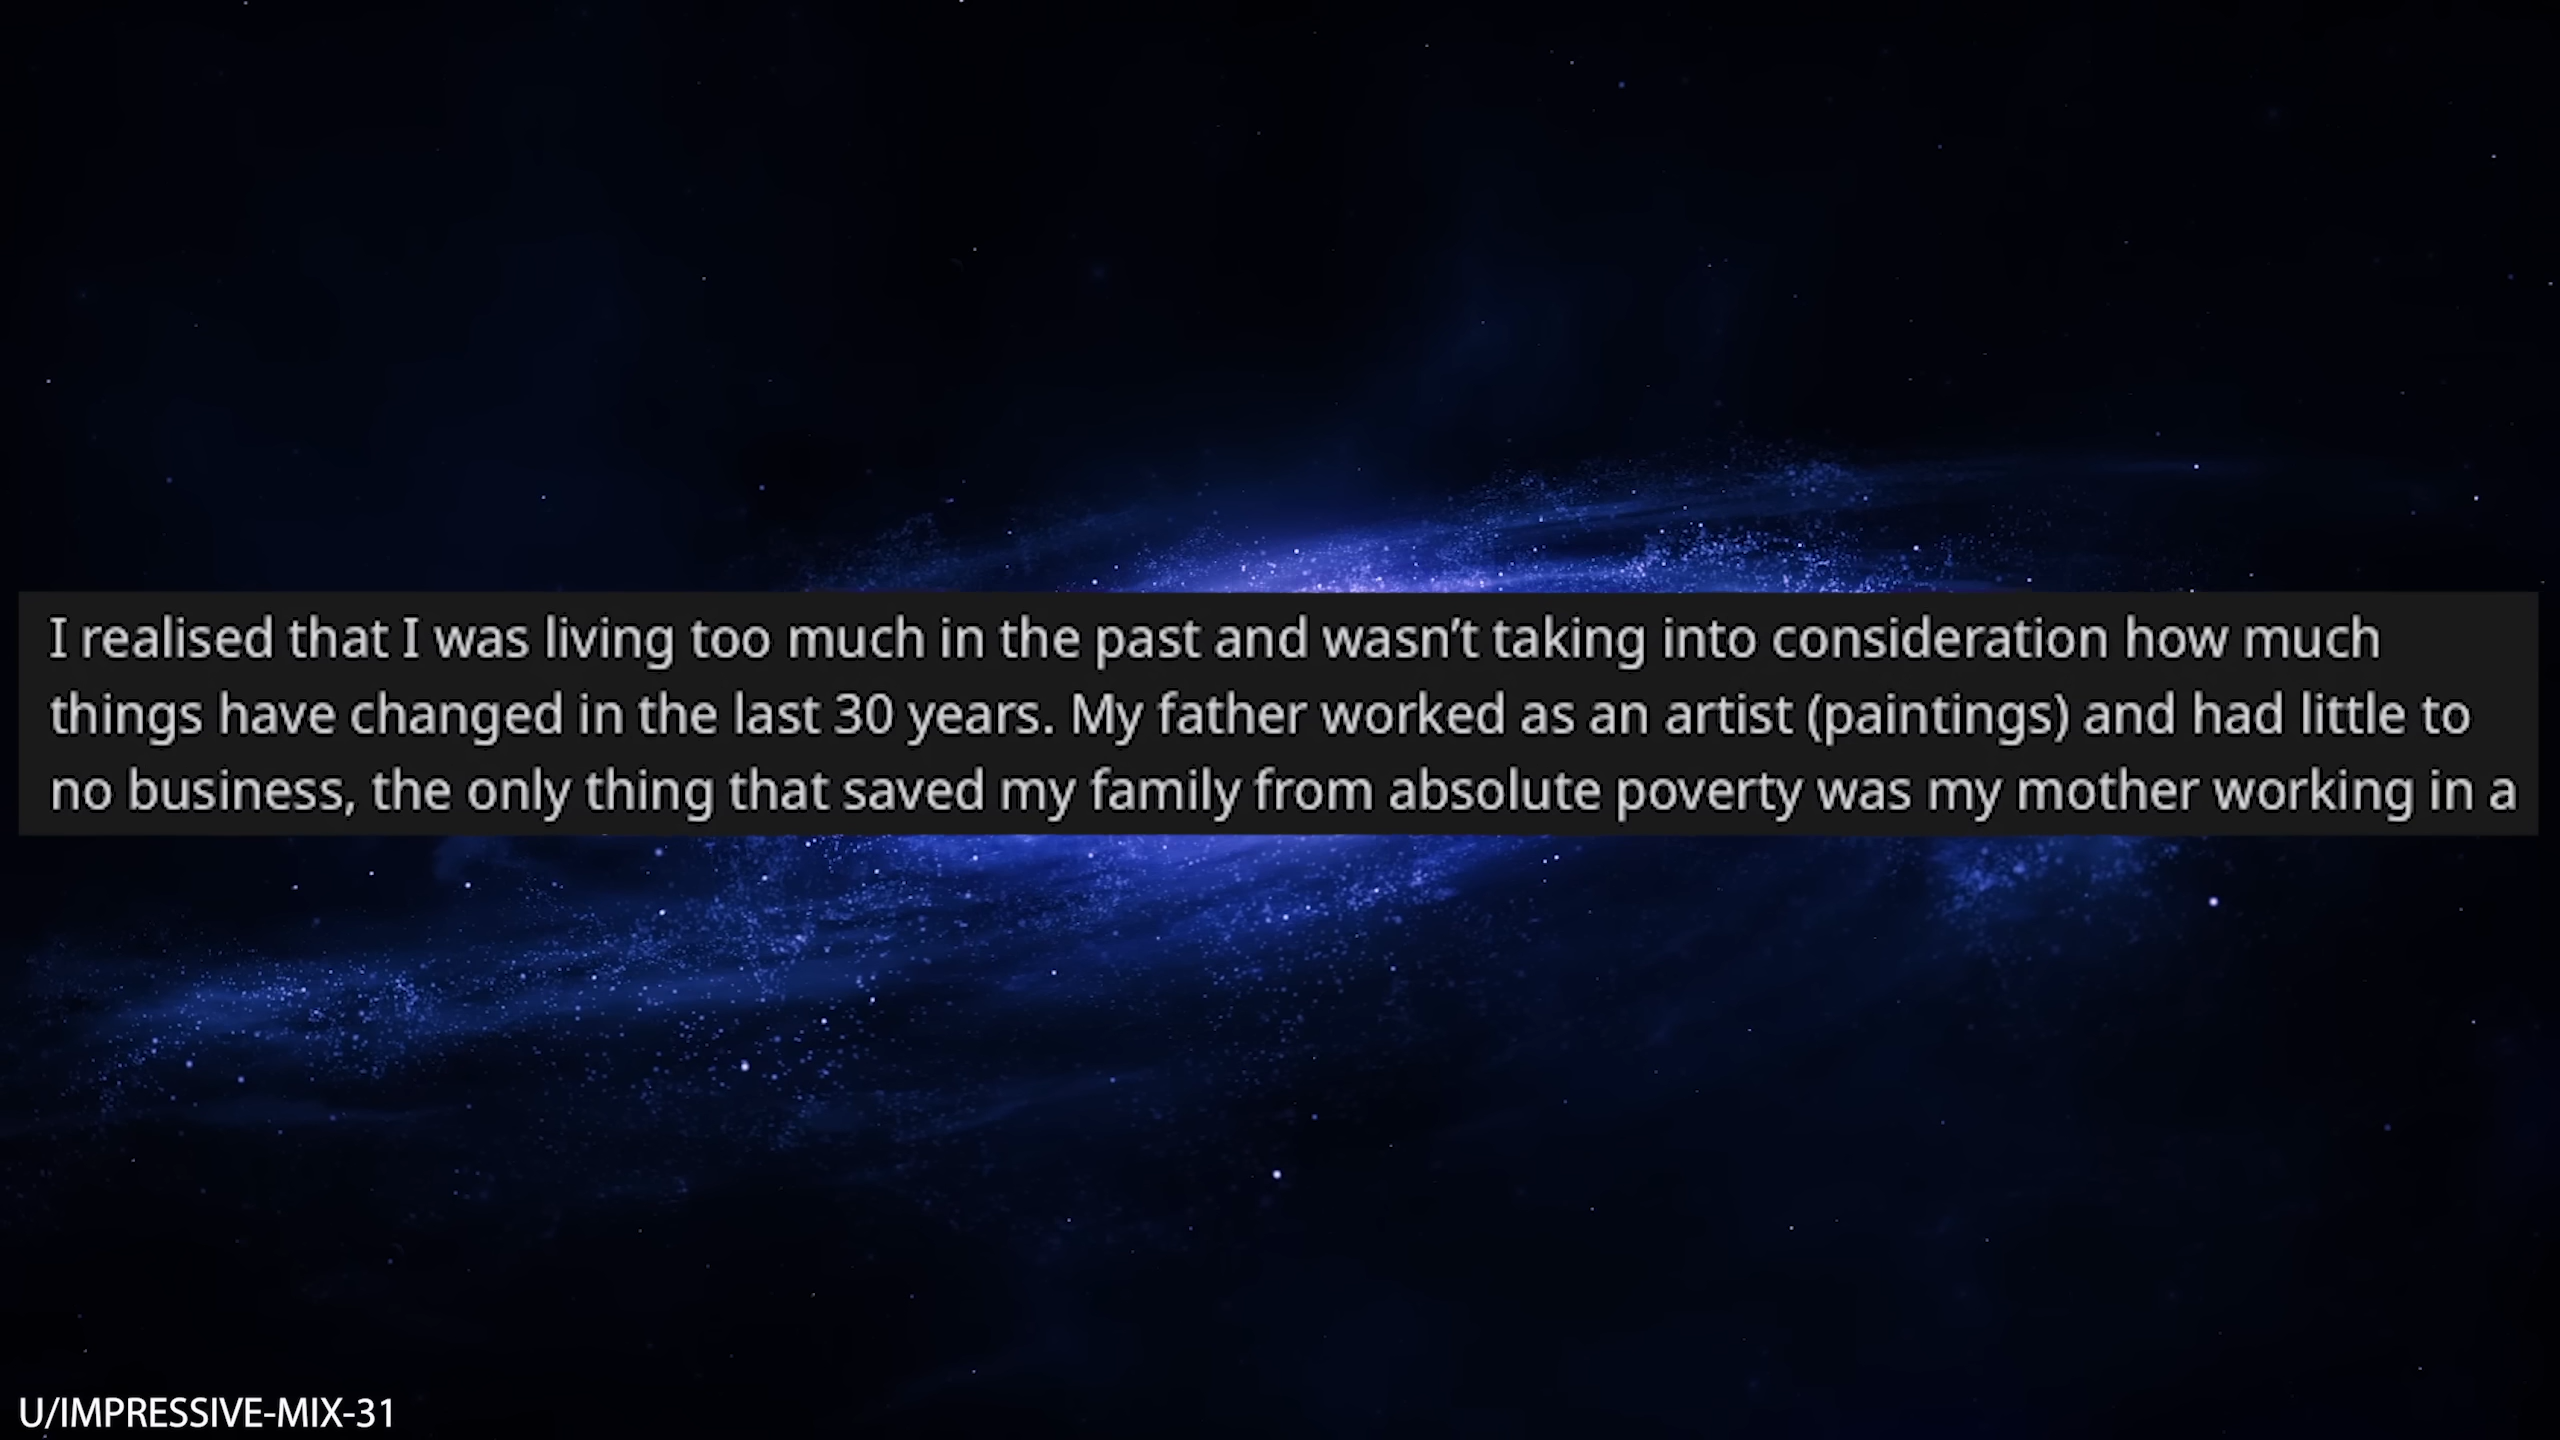 I realised that I was living too much in the past and wasn’t taking into consideration how much
things have changed in the last 30 years. My father worked as an artist (paintings) and had little to
no business, the only thing that saved my family from absolute poverty was my mother working in a
U/IMPRESSIVE-MIX-31